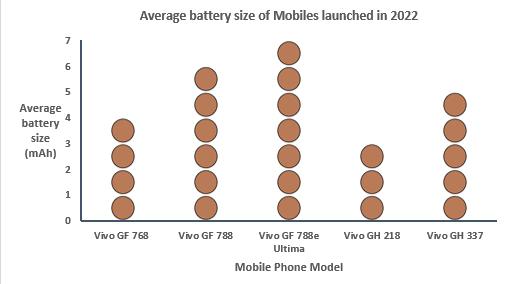 Average battery size of Mobiles launched in 2022
7
6
5
4
3
2
1
0
Average
battery
size
(mAh)
Vivo GF 768
Vivo GF 788
Vivo GF 788e
Ultima
Vivo GH 218
Vivo GH 337
Mobile Phone Model